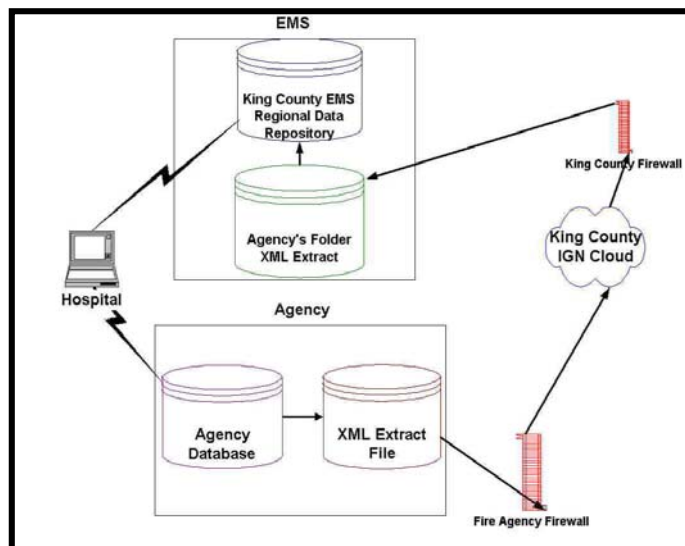 EMS
King County EMS
Regional Data
Repository
King County Firewall
Agency's Folder
XML Extract
King County
IGN Cloud
Hospital
Agency
Agency
Database
XML Extract
File
Fire Agency Firewall